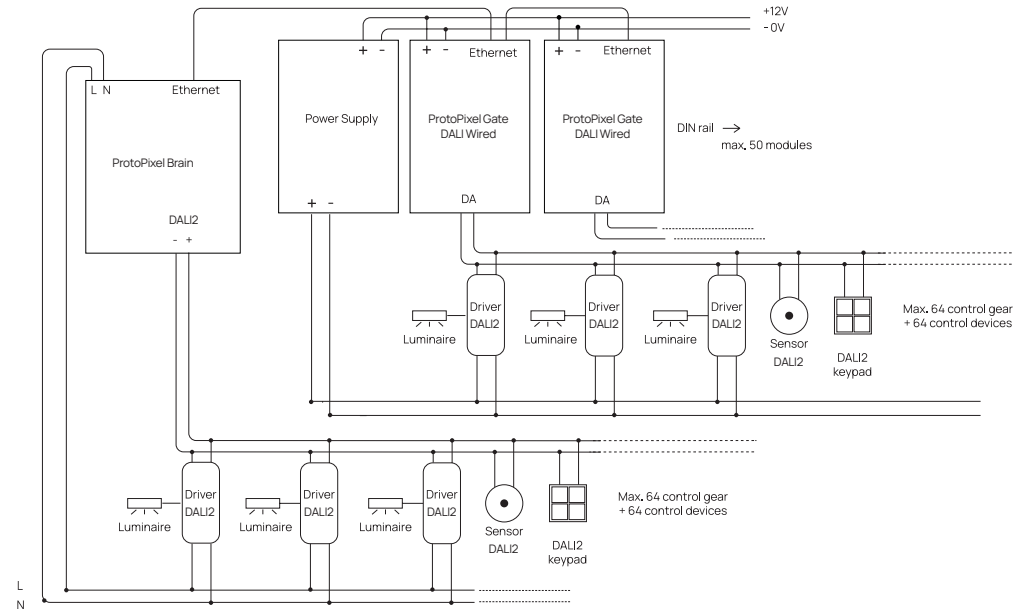 +12V
-0V
+ -
+ -
Ethernet
+ -
Ethernet
L N
Ethernet
Power Supply
ProtoPixel Gate
DALI Wired
ProtoPixel Gate
DALI Wired
DIN rail →
max. 50 modules
ProtoPixel Brain
DALI2
- +
+ -
DA
DA
Driver
DALI2
Driver
DALI2
Driver
DALI2
Luminaire
Luminaire
Luminaire
Sensor
DALI2
DALI2
keypad
Max. 64 control gear
+ 64 control devices
Driver
DALI2
Driver
DALI2
Driver
DALI2
Luminaire
Luminaire
Luminaire
Sensor
DALI2
DALI2
keypad
Max. 64 control gear
+ 64 control devices
L
N